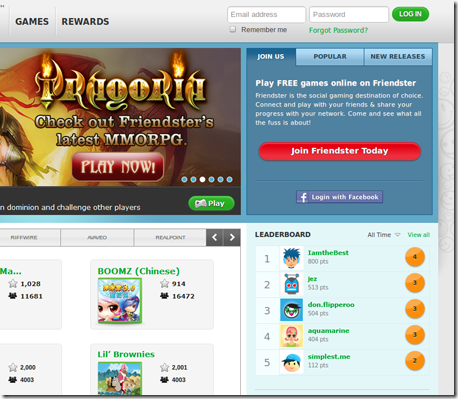 GAMES REWARDS
Email address Password LOG IN
Remember me Forgot Password?
Pragoria
Check out Friendster's
latest MMORPG.
PLAY NOW!
n dominion and challenge other players
Play
JOIN US POPULAR NEW RELEASES
Play FREE games online on Friendster
Friendster is the social gaming destination of choice.
Connect and play with your friends & share your
progress with your network. Come and see what all
the fuss is about!
Join Friendster Today
f Login with Facebook
RIFFWIRE AVAVEO REALPOINT
Ma...
1,028
11681
BOOMZ (Chinese)
914
16472
2,000
4003
Lil' Brownies
2,001
4003
LEADERBOARD All Time View all
1 IamtheBest 4
800 pts
2 jez 3
513 pts
3 don.flipperoo 3
504 pts
4 aquamarine 3
404 pts
5 simplest.me 2
112 pts